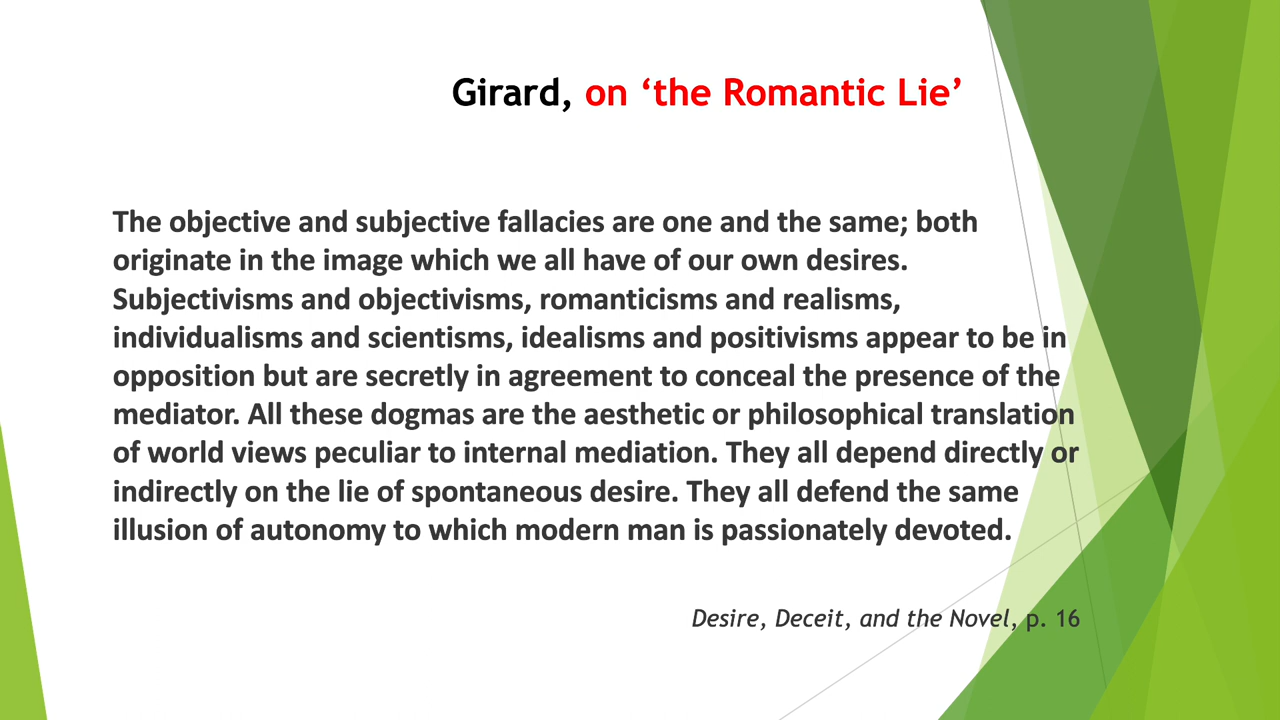 Girard, on ‘the Romantic Lie’
The objective and subjective fallacies are one and the same; both
originate in the image which we all have of our own desires.
Subjectivisms and objectivisms, romanticisms and realisms,
individualisms and scientisms, idealisms and positivisms appear to be in
opposition but are secretly in agreement to conceal the presence of the
mediator. All these dogmas are the aesthetic or philosophical translation
of world views peculiar to internal mediation. They all depend directly or
indirectly on the lie of spontaneous desire. They all defend the same
illusion of autonomy to which modern man is passionately devoted.
Desire, Deceit, and the Novel, p. 16